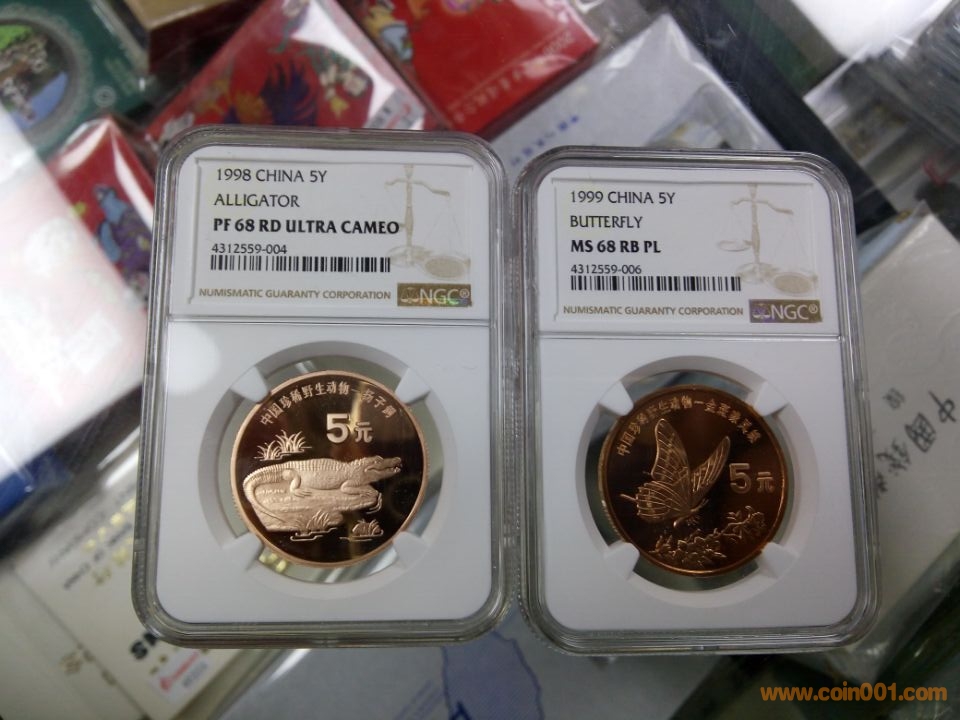 1998 CHINA 5Y
ALLIGATOR
PF 68 RD ULTRA CAMEO
4312559-004
NUMISMATIC GUARANTY CORPORATION
NGC®
中国珍稀野生动物—扬子鳄
5元
1999 CHINA 5Y
BUTTERFLY
MS 68 RB PL
4312559-006
NUMISMATIC GUARANTY CORPORATION
NGC®
中国珍稀野生动物—金斑喙凤蝶
5元
中国
www.coin001.com